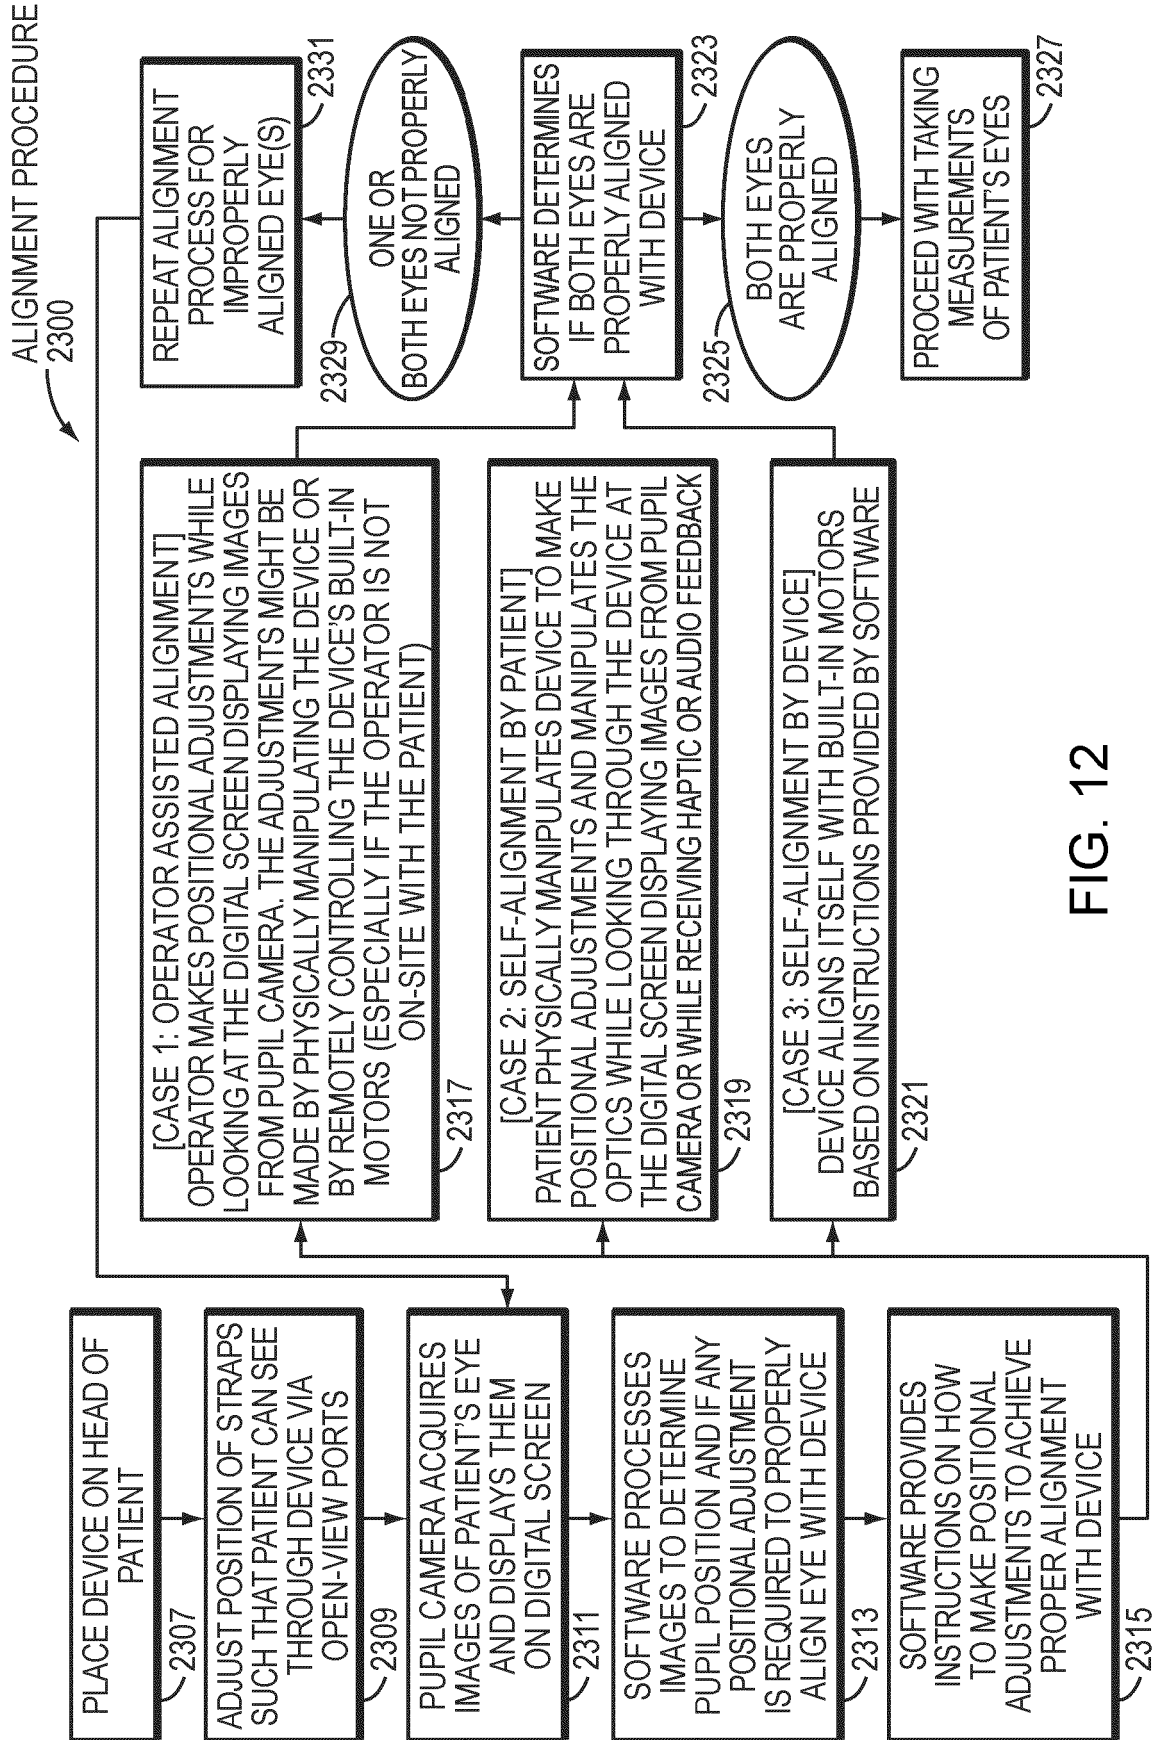 ALIGNMENT PROCEDURE
2300
PLACE DEVICE ON HEAD OF
PATIENT
2307
ADJUST POSITION OF STRAPS
SUCH THAT PATIENT CAN SEE
THROUGH DEVICE VIA
OPEN-VIEW PORTS
2309
PUPIL CAMERA ACQUIRES
IMAGES OF PATIENT'S EYE
AND DISPLAYS THEM
ON DIGITAL SCREEN
2311
SOFTWARE PROCESSES
IMAGES TO DETERMINE
PUPIL POSITION AND IF ANY
POSITIONAL ADJUSTMENT
IS REQUIRED TO PROPERLY
ALIGN EYE WITH DEVICE
2313
SOFTWARE PROVIDES
INSTRUCTIONS ON HOW
TO MAKE POSITIONAL
ADJUSTMENTS TO ACHIEVE
PROPER ALIGNMENT
WITH DEVICE
2315
[CASE 1: OPERATOR ASSISTED ALIGNMENT]
OPERATOR MAKES POSITIONAL ADJUSTMENTS WHILE
LOOKING AT THE DIGITAL SCREEN DISPLAYING IMAGES
FROM PUPIL CAMERA. THE ADJUSTMENTS MIGHT BE
MADE BY PHYSICALLY MANIPULATING THE DEVICE OR
BY REMOTELY CONTROLLING THE DEVICE'S BUILT-IN
MOTORS (ESPECIALLY IF THE OPERATOR IS NOT
ON-SITE WITH THE PATIENT)
2317
[CASE 2: SELF-ALIGNMENT BY PATIENT]
PATIENT PHYSICALLY MANIPULATES DEVICE TO MAKE
POSITIONAL ADJUSTMENTS AND MANIPULATES THE
OPTICS WHILE LOOKING THROUGH THE DEVICE AT
THE DIGITAL SCREEN DISPLAYING IMAGES FROM PUPIL
CAMERA OR WHILE RECEIVING HAPTIC OR AUDIO FEEDBACK
2319
[CASE 3: SELF-ALIGNMENT BY DEVICE]
DEVICE ALIGNS ITSELF WITH BUILT-IN MOTORS
BASED ON INSTRUCTIONS PROVIDED BY SOFTWARE
2321
REPEAT ALIGNMENT
PROCESS FOR
IMPROPERLY
ALIGNED EYE(S)
2331
ONE OR
BOTH EYES NOT PROPERLY
ALIGNED
2329
SOFTWARE DETERMINES
IF BOTH EYES ARE
PROPERLY ALIGNED
WITH DEVICE
2323
BOTH EYES
ARE PROPERLY
ALIGNED
2325
PROCEED WITH TAKING
MEASUREMENTS
OF PATIENT'S EYES
2327
FIG. 12